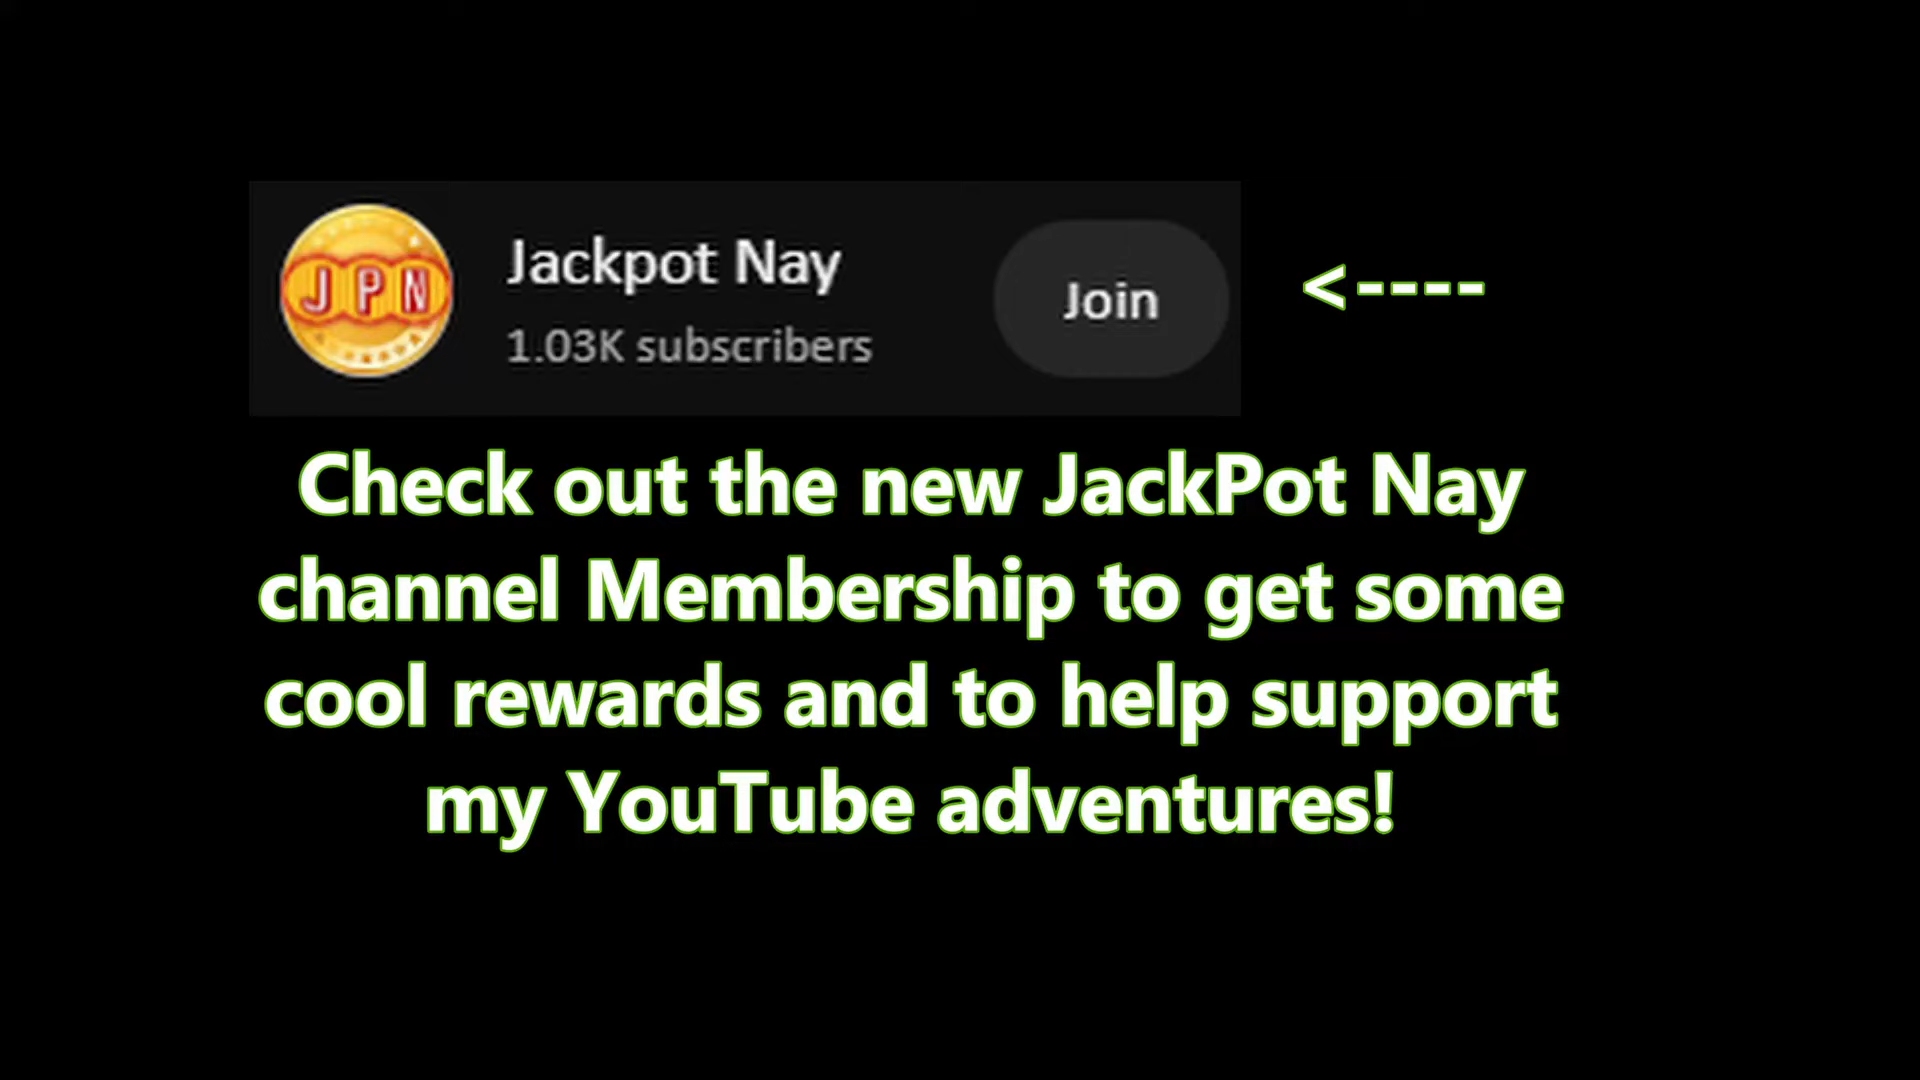 JPN
Jackpot Nay
1.03K subscribers
Join
<----
Check out the new JackPot Nay
channel Membership to get some
cool rewards and to help support
my YouTube adventures!